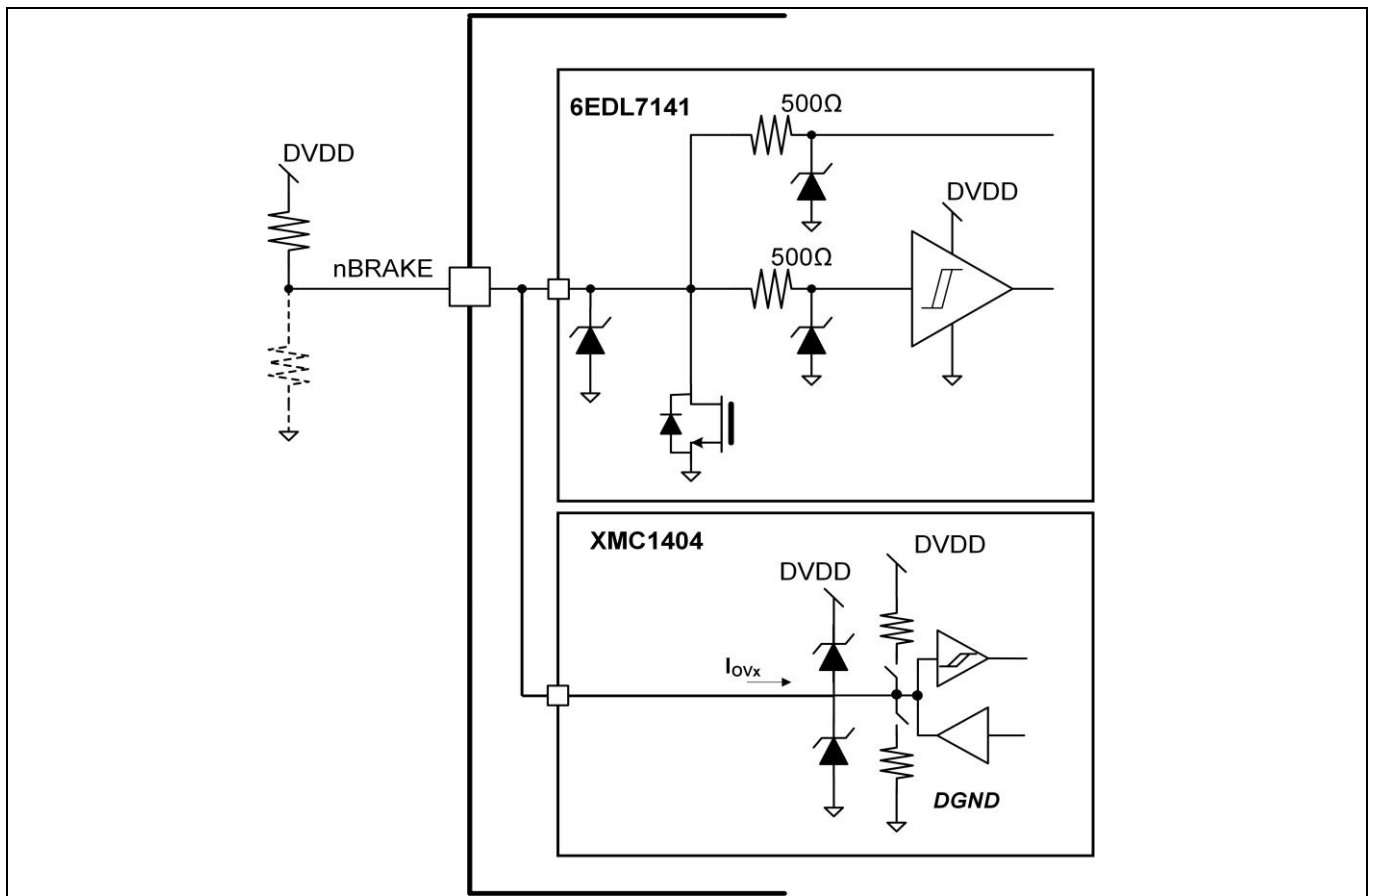 6EDL7141
500Ω
DVDD
DVDD
nBRAKE
500Ω
XMC1404
DVDD
DVDD
IOVx
DGND